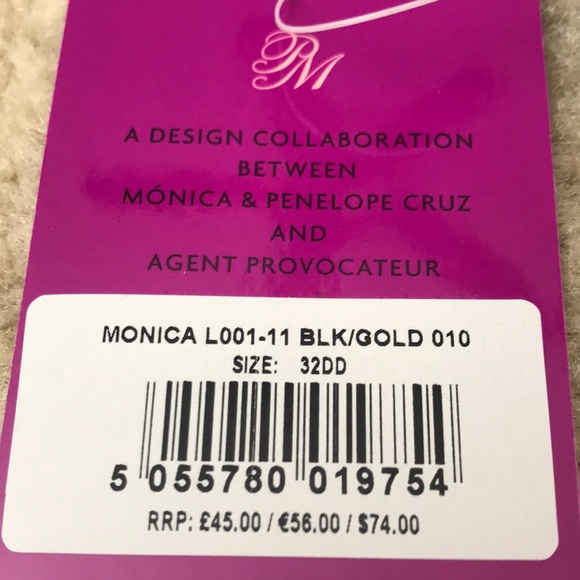 PM
A DESIGN COLLABORATION
BETWEEN
MÓNICA & PENELOPE CRUZ
AND
AGENT PROVOCATEUR
MONICA L001-11 BLK/GOLD 010
SIZE: 32DD
5 055780 019754
RRP: £45.00 / €56.00 / $74.00